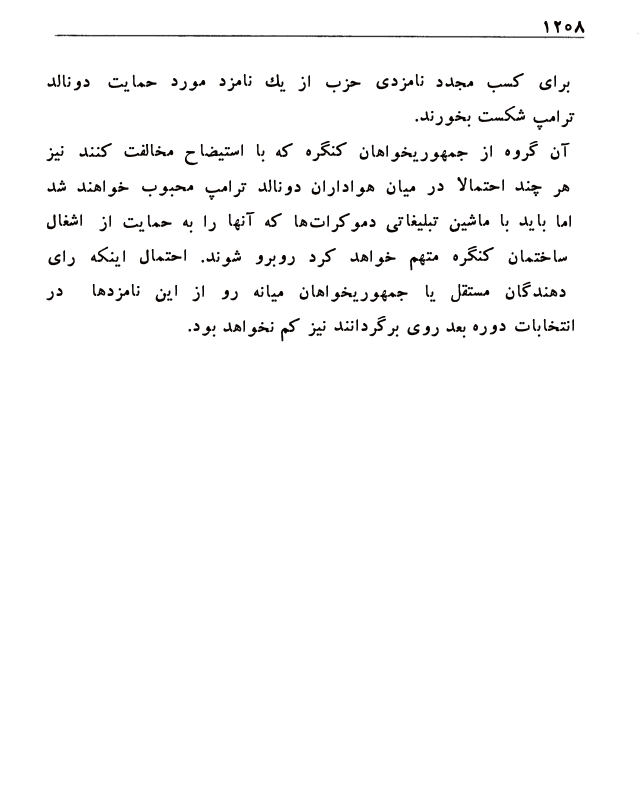 ۱۲۰۸
برای کسب مجدد نامزدی حزب از یك نامزد مورد حمایت دونالد
ترامپ شکست بخورند.
آن گروه از جمهوریخواهان کنگره که با استیضاح مخالفت کنند نیز
هر چند احتمالا در میان هواداران دونالد ترامپ محبوب خواهند شد
اما باید با ماشین تبلیغاتی دموکرات‌ها که آنها را به حمایت از اشغال
ساختمان کنگره متهم خواهد کرد روبرو شوند. احتمال اینکه رای
دهندگان مستقل یا جمهوریخواهان میانه رو از این نامزدها در
انتخابات دوره بعد روی برگردانند نیز کم نخواهد بود.